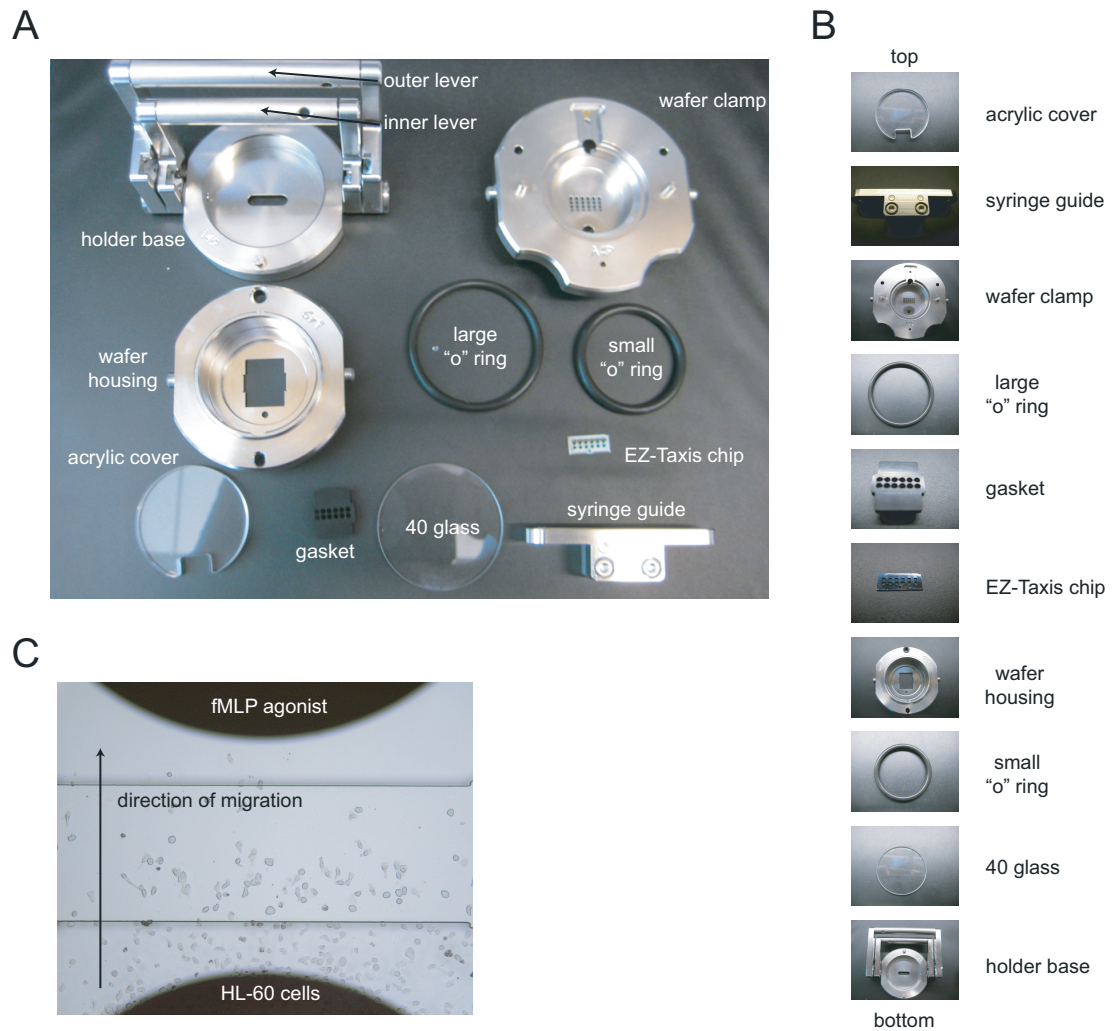 A
outer lever
inner lever
wafer clamp
holder base
large
“o” ring
small
“o” ring
wafer
housing
EZ-Taxis chip
acrylic cover
40 glass
syringe guide
gasket
B
top
acrylic cover
syringe guide
wafer clamp
large
“o” ring
gasket
EZ-Taxis chip
wafer
housing
small
“o” ring
40 glass
holder base
bottom
C
fMLP agonist
direction of migration
HL-60 cells